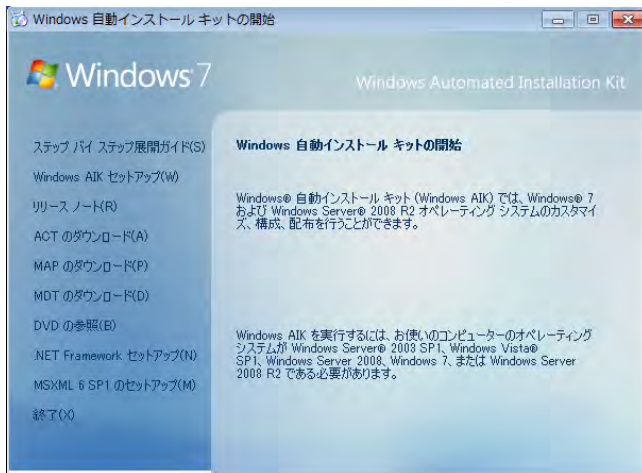 Windows 自動インストール キットの開始
Windows 7
Windows Automated Installation Kit
ステップ バイ ステップ展開ガイド(S)
Windows AIK セットアップ(W)
リリース ノート(R)
ACT のダウンロード(A)
MAP のダウンロード(P)
MDT のダウンロード(D)
DVD の参照(B)
.NET Framework セットアップ(N)
MSXML 6 SP1 のセットアップ(M)
終了(X)
Windows 自動インストール キットの開始
Windows® 自動インストール キット (Windows AIK) では、Windows® 7
および Windows Server® 2008 R2 オペレーティング システムのカスタマイ
ズ、構成、配布を行うことができます。
Windows AIK を実行するには、お使いのコンピューターのオペレーティング
システムが Windows Server® 2003 SP1、Windows Vista®
SP1、Windows Server 2008、Windows 7、または Windows Server
2008 R2 である必要があります。